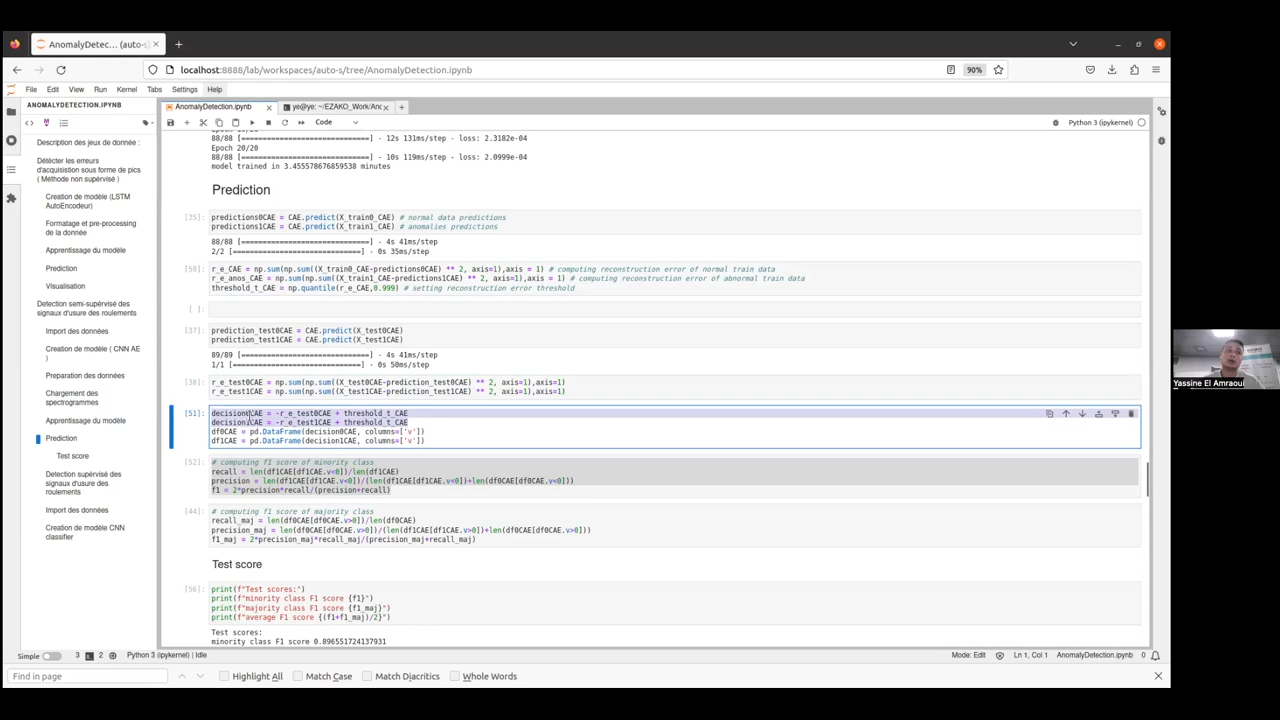 AnomalyDetec… (auto-s
localhost:8888/lab/workspaces/auto-s/tree/AnomalyDetection.ipynb
90%
File Edit View Run Kernel Tabs Settings Help
ANOMALYDETECTION.IPYNB
Description des jeux de donnée :
Détécter les erreurs
d'acquisition sous forme de pics
( Méthode non supervisé )
Creation de modèle (LSTM
AutoEncodeur)
Formatage et pre-processing
de la donnée
Apprentissage du modèle
Prediction
Visualisation
Detection semi-supervisé des
signaux d'usure des roulements
Import des données
Creation de modèle ( CNN AE
)
Preparation des données
Chargement des
spectrogrammes
Apprentissage du modèle
Prediction
Test score
Detection supervisé des
signaux d'usure des
roulements
Import des données
Creation de modèle CNN
classifier
AnomalyDetection.ipynb
ye@ye: ~/EZAKO_Work/An
Code
Python 3 (ipykernel)
88/88 [==============================] - 12s 131ms/step - loss: 2.3182e-04
Epoch 20/20
88/88 [==============================] - 10s 119ms/step - loss: 2.0999e-04
model trained in 3.455578676859538 minutes
Prediction
[35]:
predictions0CAE = CAE.predict(X_train0_CAE) # normal data predictions
predictions1CAE = CAE.predict(X_train1_CAE) # anomalies predictions
88/88 [==============================] - 4s 41ms/step
2/2 [==============================] - 0s 35ms/step
[50]:
r_e_CAE = np.sum(np.sum((X_train0_CAE-predictions0CAE) ** 2, axis=1),axis = 1) # computing reconstruction error of normal train data
r_e_anos_CAE = np.sum(np.sum((X_train1_CAE-predictions1CAE) ** 2, axis=1),axis = 1) # computing reconstruction error of abnormal train data
threshold_t_CAE = np.quantile(r_e_CAE,0.999) # setting reconstruction error threshold
[ ]:
[37]:
prediction_test0CAE = CAE.predict(X_test0CAE)
prediction_test1CAE = CAE.predict(X_test1CAE)
89/89 [==============================] - 4s 41ms/step
1/1 [==============================] - 0s 50ms/step
[38]:
r_e_test0CAE = np.sum(np.sum((X_test0CAE-prediction_test0CAE) ** 2, axis=1),axis=1)
r_e_test1CAE = np.sum(np.sum((X_test1CAE-prediction_test1CAE) ** 2, axis=1),axis=1)
[51]:
decision0CAE = -r_e_test0CAE + threshold_t_CAE
decision1CAE = -r_e_test1CAE + threshold_t_CAE
df0CAE = pd.DataFrame(decision0CAE, columns=['v'])
df1CAE = pd.DataFrame(decision1CAE, columns=['v'])
[52]:
# computing f1 score of minority class
recall = len(df1CAE[df1CAE.v<0])/len(df1CAE)
precision = len(df1CAE[df1CAE.v<0])/(len(df1CAE[df1CAE.v<0])+len(df0CAE[df0CAE.v<0]))
f1 = 2*precision*recall/(precision+recall)
[44]:
# computing f1 score of majority class
recall_maj = len(df0CAE[df0CAE.v>0])/len(df0CAE)
precision_maj = len(df0CAE[df0CAE.v>0])/(len(df1CAE[df1CAE.v>0])+len(df0CAE[df0CAE.v>0]))
f1_maj = 2*precision_maj*recall_maj/(precision_maj+recall_maj)
Test score
[56]:
print(f"Test scores:")
print(f"minority class F1 score {f1}")
print(f"majority class F1 score {f1_maj}")
print(f"average F1 score {(f1+f1_maj)/2}")
Test scores:
minority class F1 score 0.896551724137931
Yassine El Amraoui
Simple 3 2 Python 3 (ipykernel) | Idle
Mode: Edit Ln 1, Col 1 AnomalyDetection.ipynb 0
Find in page Highlight All Match Case Match Diacritics Whole Words